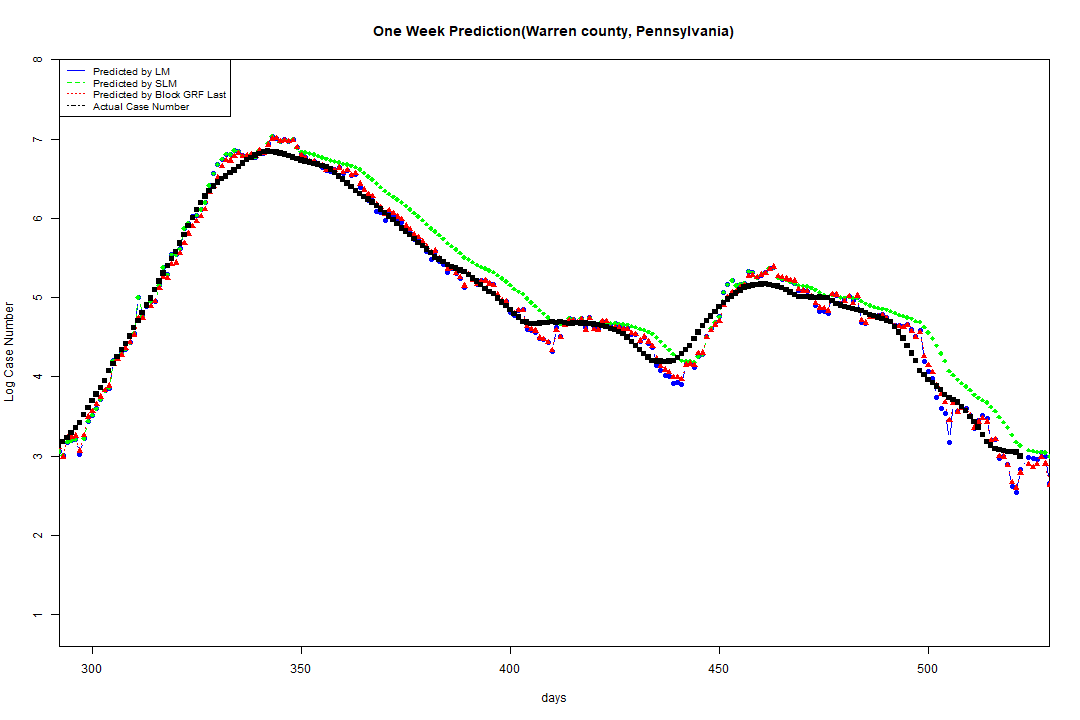 One Week Prediction(Warren county, Pennsylvania)
Predicted by LM
Predicted by SLM
Predicted by Block GRF Last
Actual Case Number
8
7
6
5
4
3
2
1
Log Case Number
300 350 400 450 500
days